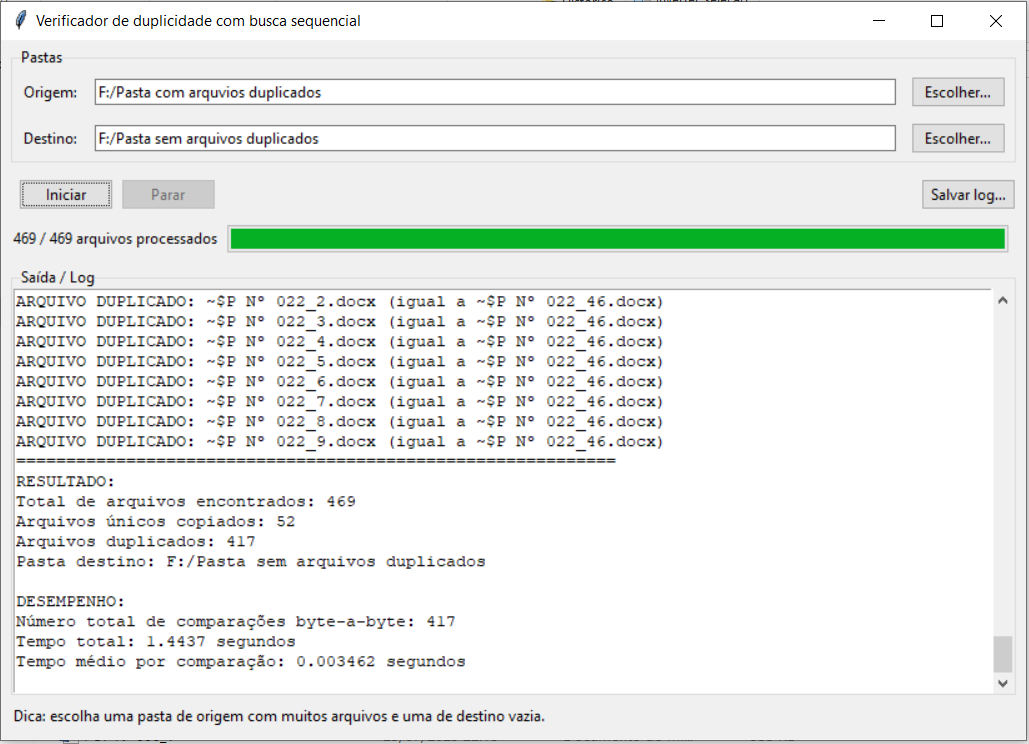 Verificador de duplicidade com busca sequencial
Pastas
Origem: F:/Pasta com arquvios duplicados Escolher...
Destino: F:/Pasta sem arquivos duplicados Escolher...
Iniciar Parar Salvar log...
469 / 469 arquivos processados
Saída / Log
ARQUIVO DUPLICADO: ~$P Nº 022_2.docx (igual a ~$P Nº 022_46.docx)
ARQUIVO DUPLICADO: ~$P Nº 022_3.docx (igual a ~$P Nº 022_46.docx)
ARQUIVO DUPLICADO: ~$P Nº 022_4.docx (igual a ~$P Nº 022_46.docx)
ARQUIVO DUPLICADO: ~$P Nº 022_5.docx (igual a ~$P Nº 022_46.docx)
ARQUIVO DUPLICADO: ~$P Nº 022_6.docx (igual a ~$P Nº 022_46.docx)
ARQUIVO DUPLICADO: ~$P Nº 022_7.docx (igual a ~$P Nº 022_46.docx)
ARQUIVO DUPLICADO: ~$P Nº 022_8.docx (igual a ~$P Nº 022_46.docx)
ARQUIVO DUPLICADO: ~$P Nº 022_9.docx (igual a ~$P Nº 022_46.docx)
============================================================
RESULTADO:
Total de arquivos encontrados: 469
Arquivos únicos copiados: 52
Arquivos duplicados: 417
Pasta destino: F:/Pasta sem arquivos duplicados
DESEMPENHO:
Número total de comparações byte-a-byte: 417
Tempo total: 1.4437 segundos
Tempo médio por comparação: 0.003462 segundos
Dica: escolha uma pasta de origem com muitos arquivos e uma de destino vazia.